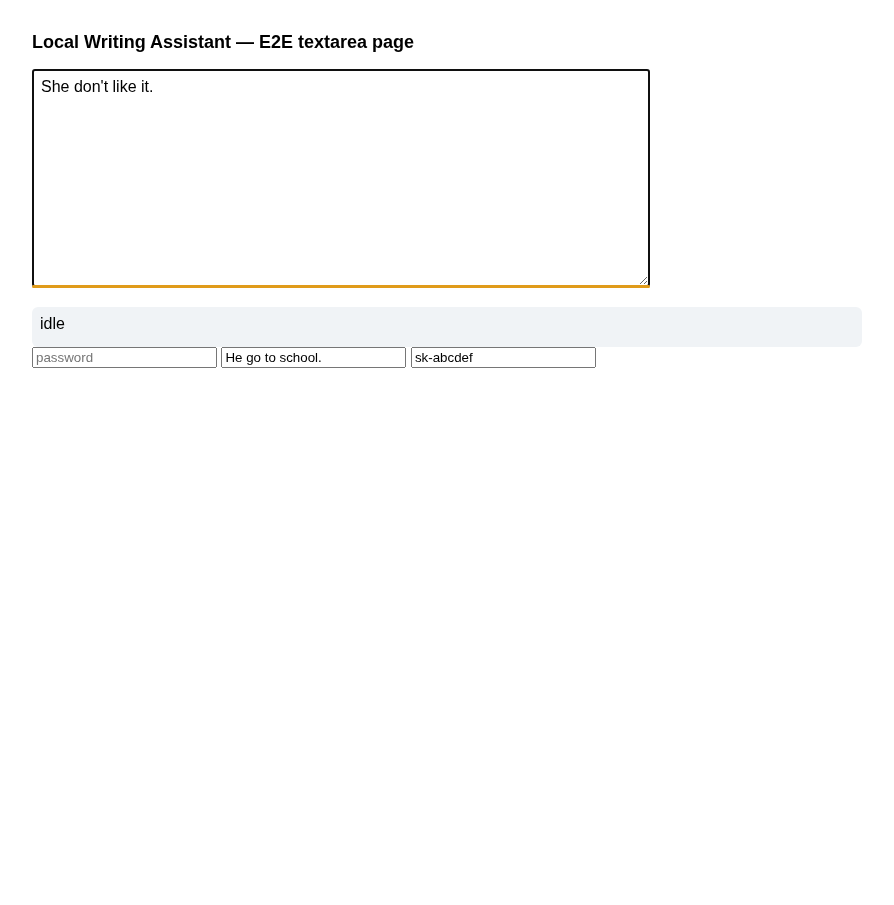 Local Writing Assistant — E2E textarea page
She don't like it.
idle
password He go to school. sk-abcdef